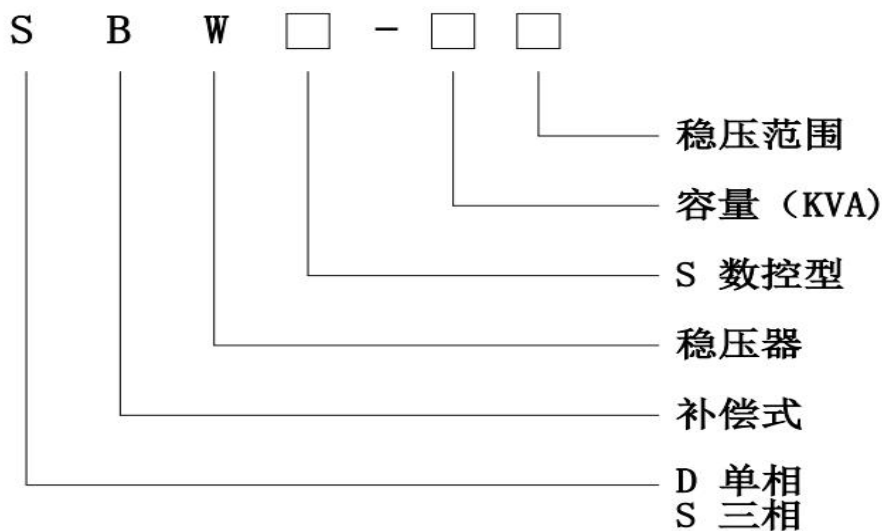 S B W □ - □ □
稳压范围
容量（KVA)
S 数控型
稳压器
补偿式
D 单相
S 三相